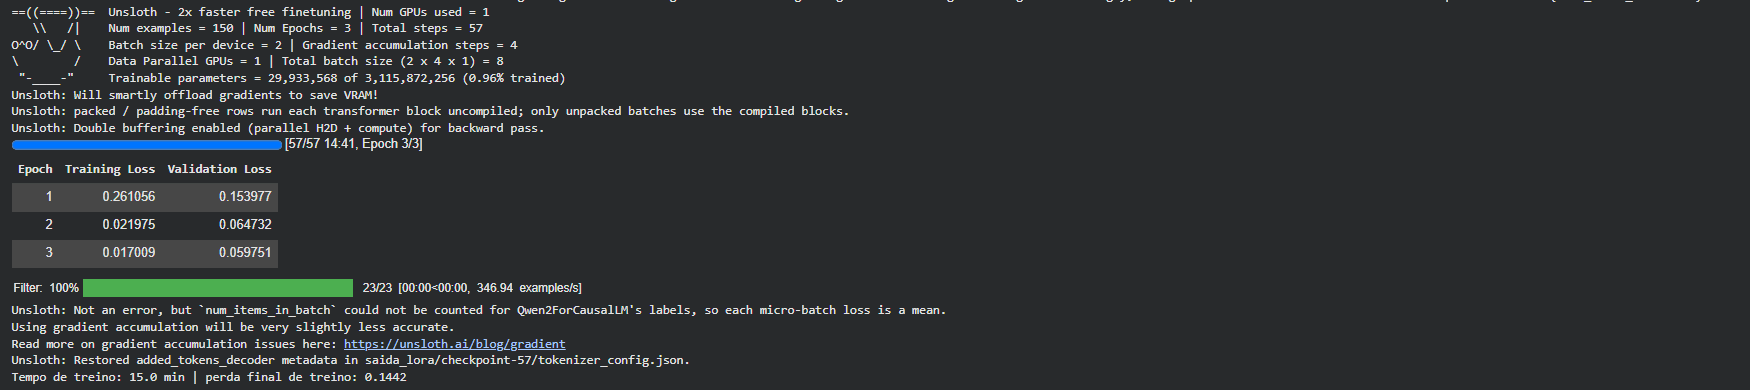 ==((====))==  Unsloth - 2x faster free finetuning | Num GPUs used = 1
   \\   /|    Num examples = 150 | Num Epochs = 3 | Total steps = 57
O^O/ \_/ \    Batch size per device = 2 | Gradient accumulation steps = 4
\        /    Data Parallel GPUs = 1 | Total batch size (2 x 4 x 1) = 8
 "-____-"     Trainable parameters = 29,933,568 of 3,115,872,256 (0.96% trained)
Unsloth: Will smartly offload gradients to save VRAM!
Unsloth: packed / padding-free rows run each transformer block uncompiled; only unpacked batches use the compiled blocks.
Unsloth: Double buffering enabled (parallel H2D + compute) for backward pass.
[57/57 14:41, Epoch 3/3]
Epoch Training Loss Validation Loss
1 0.261056 0.153977
2 0.021975 0.064732
3 0.017009 0.059751
Filter: 100% 23/23 [00:00<00:00, 346.94 examples/s]
Unsloth: Not an error, but `num_items_in_batch` could not be counted for Qwen2ForCausalLM's labels, so each micro-batch loss is a mean.
Using gradient accumulation will be very slightly less accurate.
Read more on gradient accumulation issues here: https://unsloth.ai/blog/gradient
Unsloth: Restored added_tokens_decoder metadata in saida_lora/checkpoint-57/tokenizer_config.json.
Tempo de treino: 15.0 min | perda final de treino: 0.1442